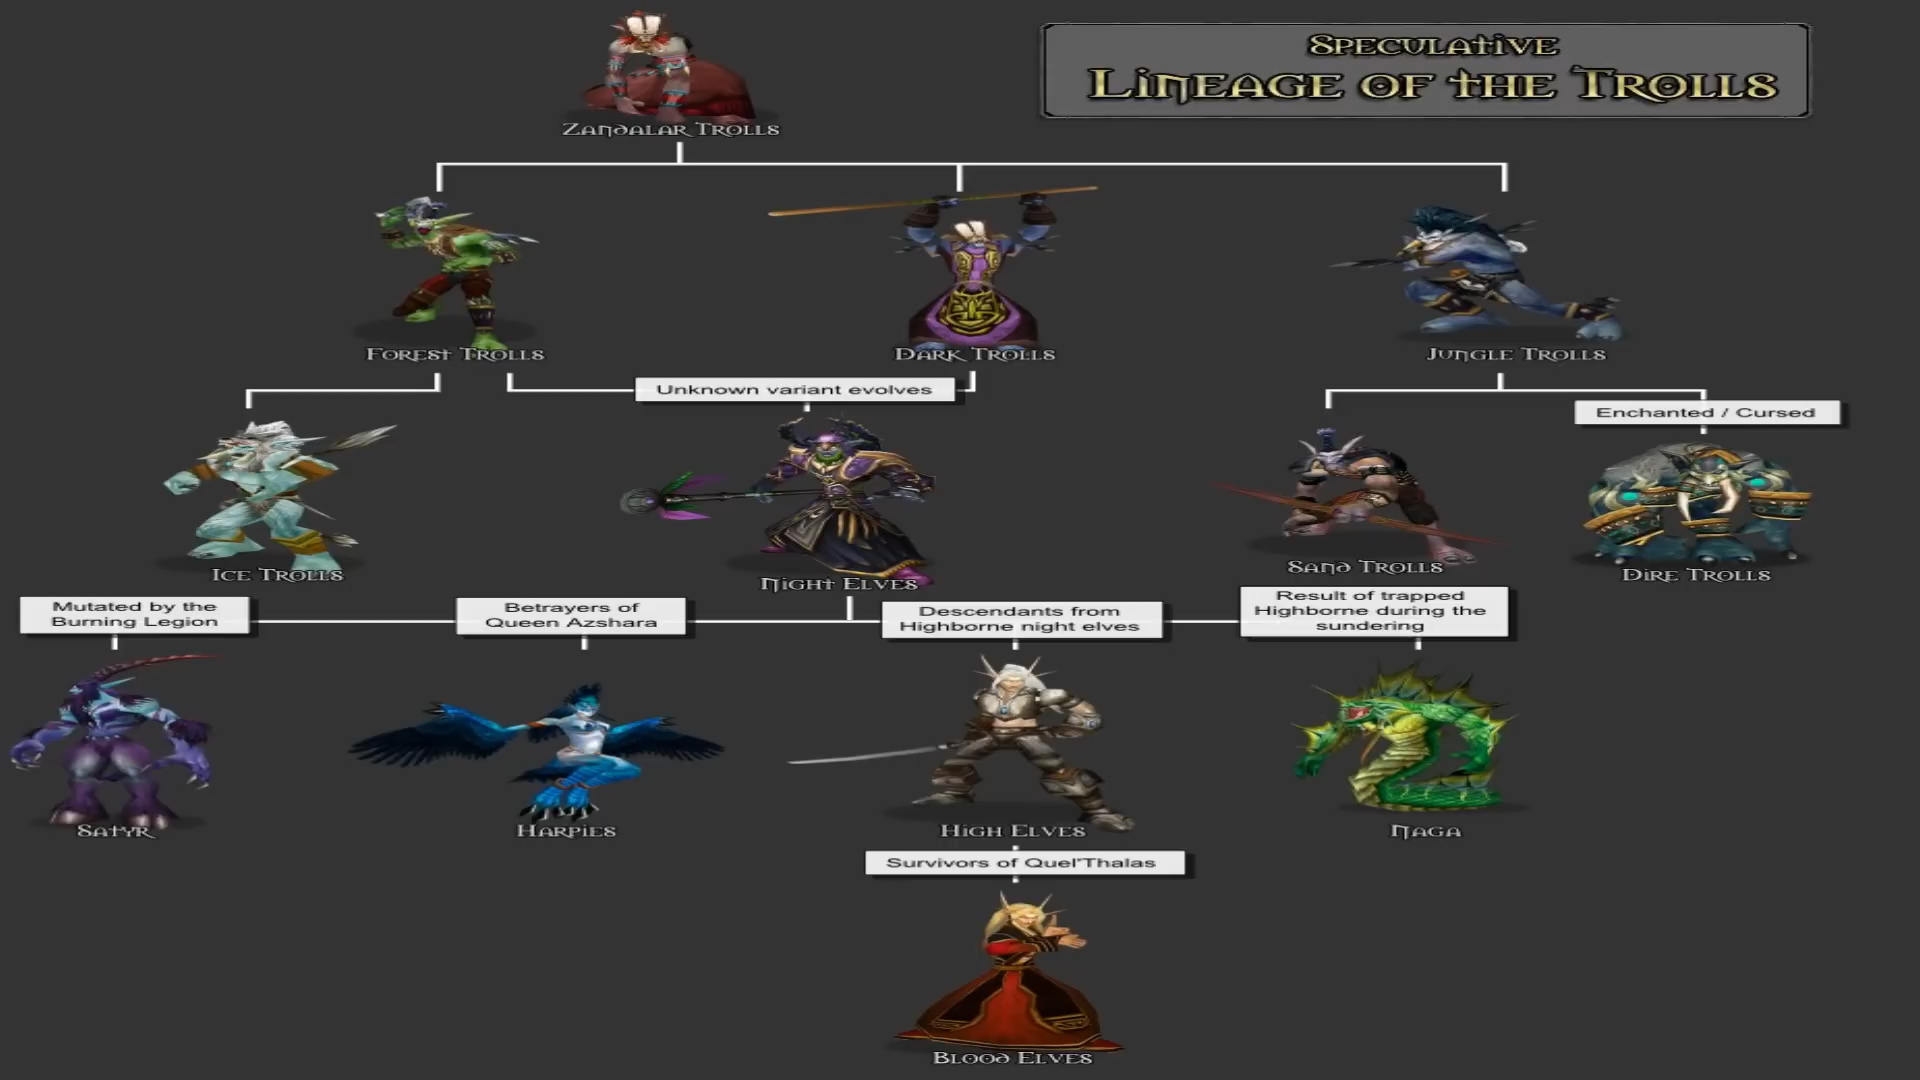 Speculative
Lineage of the Trolls
Zandalar Trolls
Forest Trolls
Dark Trolls
Jungle Trolls
Unknown variant evolves
Enchanted / Cursed
Ice Trolls
Night Elves
Sand Trolls
Dire Trolls
Mutated by the
Burning Legion
Betrayers of
Queen Azshara
Descendants from
Highborne night elves
Result of trapped
Highborne during the
sundering
Satyr
Harpies
High Elves
Naga
Survivors of Quel'Thalas
Blood Elves